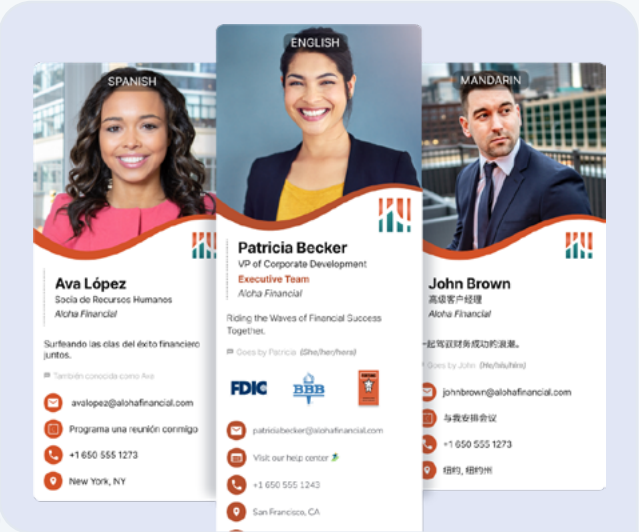 SPANISH
Ava López
Socia de Recursos Humanos
Aloha Financial
Surfeando las olas del éxito financiero
juntos.
También conocida como Ava
avalopez@alohafinancial.com
Programa una reunión conmigo
+1 650 555 1273
New York, NY
ENGLISH
Patricia Becker
VP of Corporate Development
Executive Team
Aloha Financial
Riding the Waves of Financial Success
Together.
Goes by Patricia (She/her/hers)
FDIC
BBB
patriciabecker@alohafinancial.com
Visit our help center
+1 650 555 1243
San Francisco, CA
MANDARIN
John Brown
高级客户经理
Aloha Financial
一起驾驭财务成功的浪潮。
Goes by John (He/his/him)
johnbrown@alohafinancial.com
与我安排会议
+1 650 555 1273
纽约, 纽约州